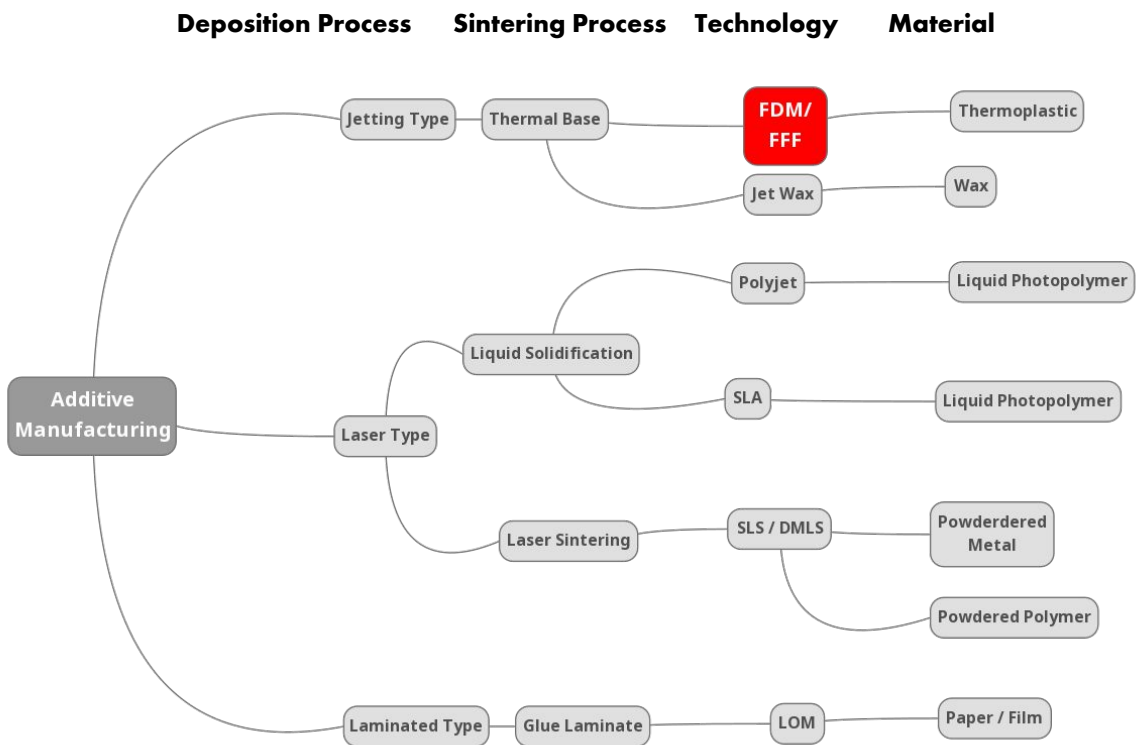 Deposition Process Sintering Process Technology Material
Jetting Type Thermal Base FDM/
FFF Thermoplastic
Jet Wax Wax
Polyjet Liquid Photopolymer
Liquid Solidification
Additive
Manufacturing
SLA Liquid Photopolymer
Laser Type
Laser Sintering SLS / DMLS Powderdered
Metal
Powdered Polymer
Laminated Type Glue Laminate LOM Paper / Film